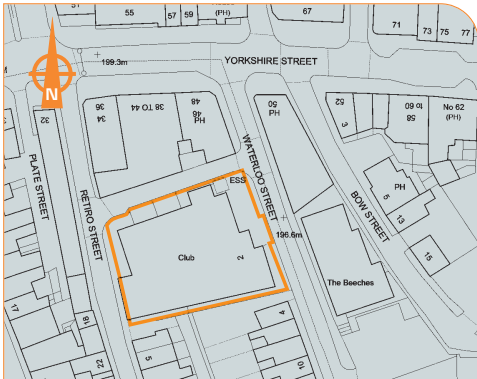 55
57
59
(PH)
67
71
73
75
77
199.3m
YORKSHIRE STREET
N
32
34
36
38 TO 44
46
PH
48
50
PH
52
3
58
to 60
No 62
(PH)
PLATE STREET
RETIRO STREET
WATERLOO STREET
BOW STREET
ESS
PH
5
13
15
196.6m
Club
2
The Beeches
17
18
22
5
4
10